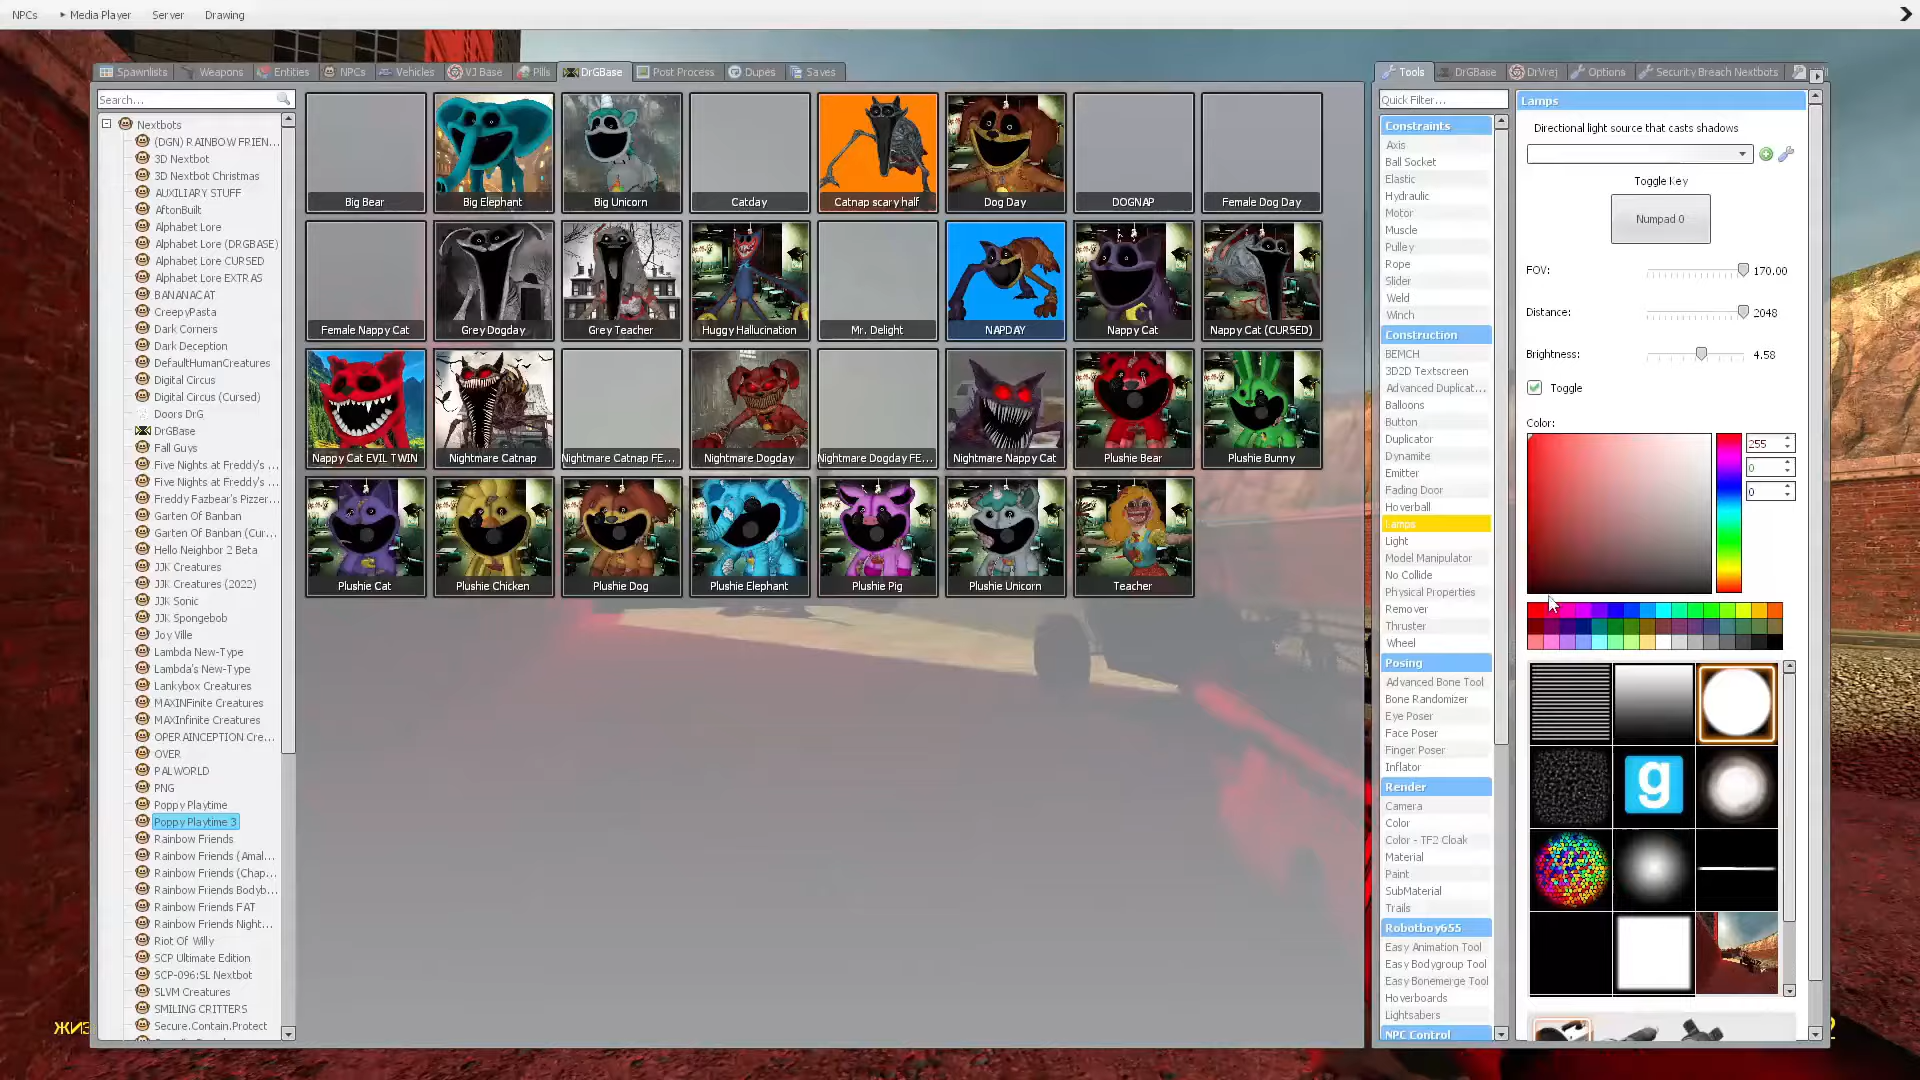 NPCs
Media Player
Server
Drawing
Spawnlists
Weapons
Entities
NPCs
Vehicles
VJ Base
Pills
DrGBase
Post Process
Dupes
Saves
Search...
Nextbots
(DGN) RAINBOW FRIEN...
3D Nextbot
3D Nextbot Christmas
AUXILIARY STUFF
AftonBuilt
Alphabet Lore
Alphabet Lore (DRGBASE)
Alphabet Lore CURSED
Alphabet Lore EXTRAS
BANANACAT
CreepyPasta
Dark Corners
Dark Deception
DefaultHumanCreatures
Digital Circus
Digital Circus (Cursed)
Doors DrG
DrGBase
Fall Guys
Five Nights at Freddy's ...
Five Nights at Freddy's ...
Freddy Fazbear's Pizzer...
Garten Of Banban
Garten Of Banban (Cur...
Hello Neighbor 2 Beta
JJK Creatures
JJK Creatures (2022)
JJK Sonic
JJK Spongebob
Joy Ville
Lambda New-Type
Lambda's New-Type
Lankybox Creatures
MAXINFinite Creatures
MAXInfinite Creatures
OPERAINCEPTION Cre...
OVER
PALWORLD
PNG
Poppy Playtime
Poppy Playtime 3
Rainbow Friends
Rainbow Friends (Amal...
Rainbow Friends (Chap...
Rainbow Friends Bodyb...
Rainbow Friends FAT
Rainbow Friends Night...
Riot Of Willy
SCP Ultimate Edition
SCP-096:SL Nextbot
SLVM Creatures
SMILING CRITTERS
Secure.Contain.Protect
Big Bear
Big Elephant
Big Unicorn
Catday
Catnap scary half
Dog Day
DOGNAP
Female Dog Day
Female Nappy Cat
Grey Dogday
Grey Teacher
Huggy Hallucination
Mr. Delight
NAPDAY
Nappy Cat
Nappy Cat (CURSED)
Nappy Cat EVIL TWIN
Nightmare Catnap
Nightmare Catnap FE...
Nightmare Dogday
Nightmare Dogday FE...
Nightmare Nappy Cat
Plushie Bear
Plushie Bunny
Plushie Cat
Plushie Chicken
Plushie Dog
Plushie Elephant
Plushie Pig
Plushie Unicorn
Teacher
Tools
DrGBase
DrVrej
Options
Security Breach Nextbots
Quick Filter...
Constraints
Axis
Ball Socket
Elastic
Hydraulic
Motor
Muscle
Pulley
Rope
Slider
Weld
Winch
Construction
BEMCH
3D2D Textscreen
Advanced Duplicat...
Balloons
Button
Duplicator
Dynamite
Emitter
Fading Door
Hoverball
Lamps
Light
Model Manipulator
No Collide
Physical Properties
Remover
Thruster
Wheel
Posing
Advanced Bone Tool
Bone Randomizer
Eye Poser
Face Poser
Finger Poser
Inflator
Render
Camera
Color
Color - TF2 Cloak
Material
Paint
SubMaterial
Trails
Robotboy655
Easy Animation Tool
Easy Bodygroup Tool
Easy Bonemerge Tool
Hoverboards
Lightsabers
NPC Control
Lamps
Directional light source that casts shadows
Toggle Key
Numpad 0
FOV: 170.00
Distance: 2048
Brightness: 4.58
Toggle
Color:
255
0
0
g
ЖИЗ